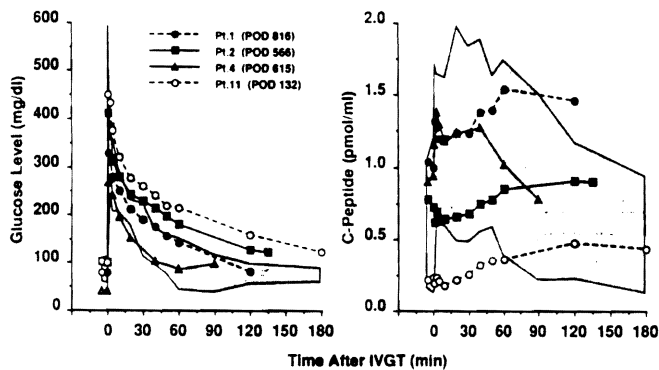 600
500
400
300
200
100
0
Glucose Level (mg/dl)
Pt.1 (POD 816)
Pt.2 (POD 566)
Pt.4 (POD 615)
Pt.11 (POD 132)
0 30 60 90 120 150 180
2.0
1.5
1.0
0.5
0.0
C-Peptide (pmol/ml)
0 30 60 90 120 150 180
Time After IVGT (min)